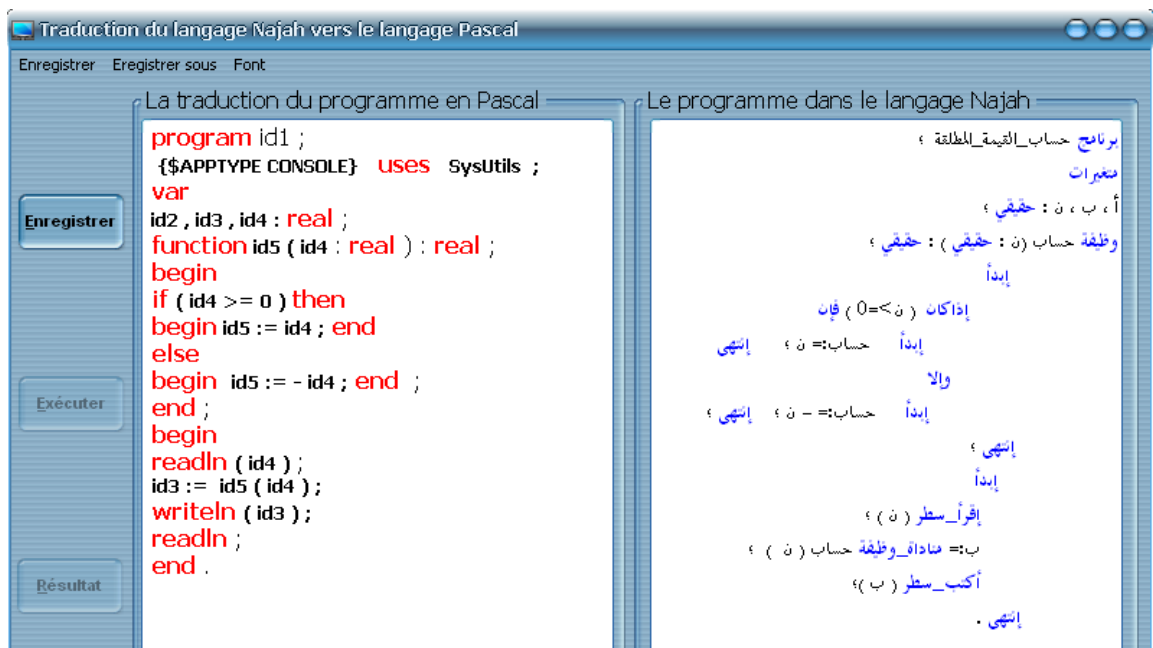 Traduction du langage Najah vers le langage Pascal
Enregistrer Eregistrer sous Font
La traduction du programme en Pascal
program id1 ;
{$APPTYPE CONSOLE} uses SysUtils ;
var
id2 , id3 , id4 : real ;
function id5 ( id4 : real ) : real ;
begin
if ( id4 >= 0 ) then
begin id5 := id4 ; end
else
begin id5 := - id4 ; end ;
end ;
begin
readln ( id4 ) ;
id3 := id5 ( id4 ) ;
writeln ( id3 ) ;
readln ;
end .
Le programme dans le langage Najah
برنامج حساب_القيمة_المطلقة ؛
متغيرات
أ ، ب ، ن : حقيقي ؛
وظيفة حساب (ن : حقيقي ) : حقيقي ؛
إبدأ
إذاكان ( ن >=0 ) فإن
إبدأ حساب:= ن ؛ إنتهى
وإلا
إبدأ حساب:= – ن ؛ إنتهى ؛
إنتهى ؛
إبدأ
إقرأ_سطر ( ن ) ؛
ب:= مناداة_وظيفة حساب ( ن ) ؛
أكتب_سطر ( ب )؛
إنتهى .
Enregistrer
Exécuter
Résultat